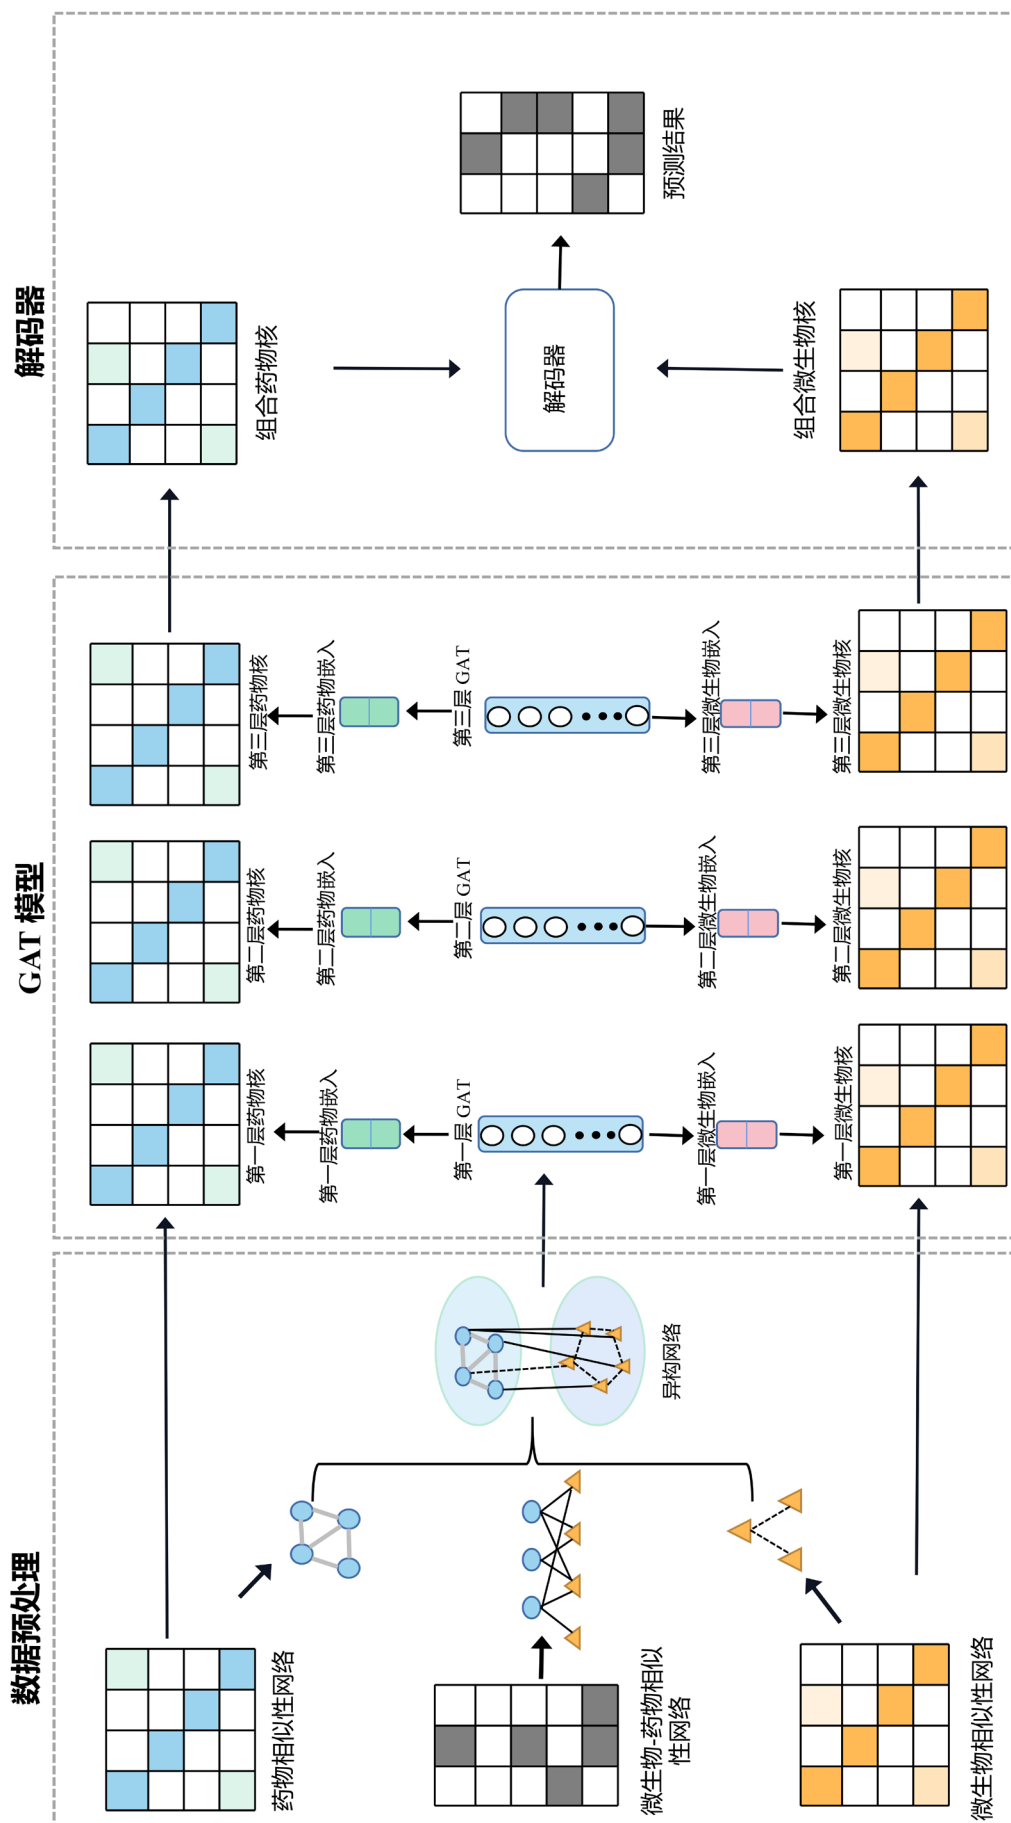 数据预处理
药物相似性网络
微生物-药物相似
性网络
微生物相似性网络
异构网络
GAT 模型
第一层药物核
第一层药物嵌入
第一层 GAT
第一层微生物嵌入
第一层微生物核
第二层药物核
第二层药物嵌入
第二层 GAT
第二层微生物嵌入
第二层微生物核
第三层药物核
第三层药物嵌入
第三层 GAT
第三层微生物嵌入
第三层微生物核
解码器
组合药物核
解码器
组合微生物核
预测结果